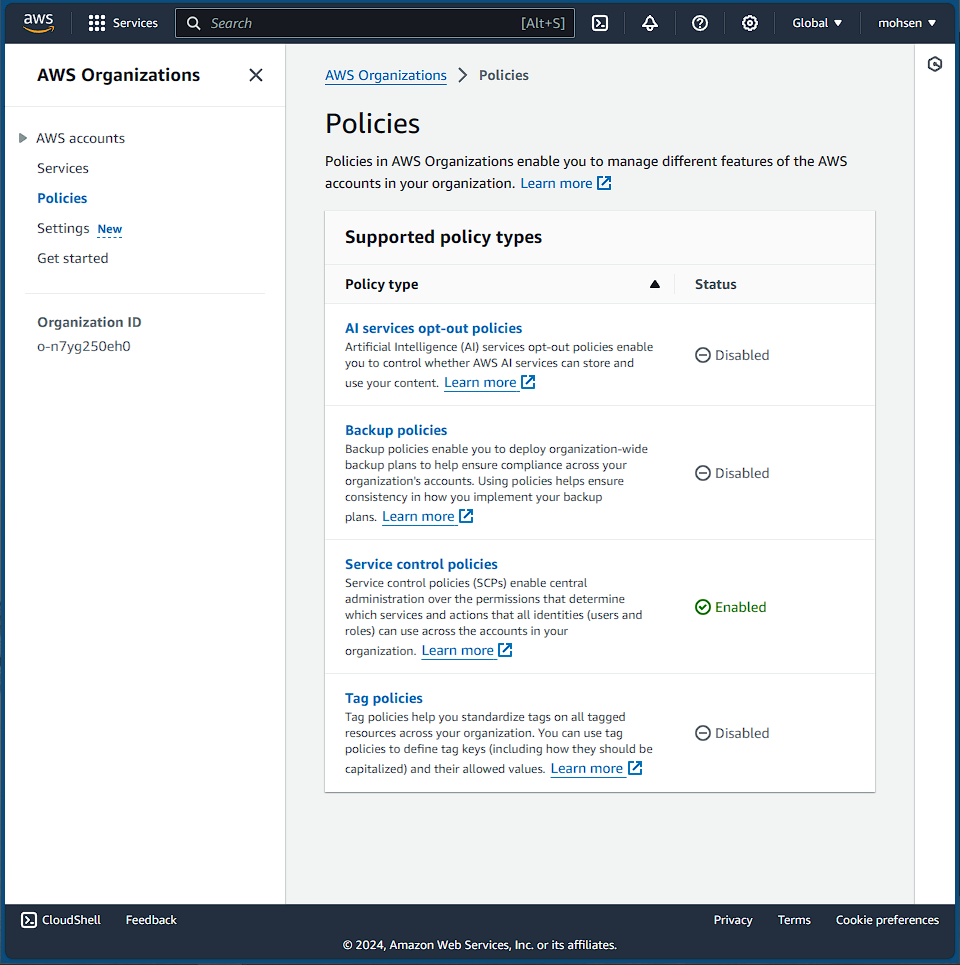 aws
Services
Search [Alt+S]
Global
mohsen
AWS Organizations
AWS accounts
Services
Policies
Settings New
Get started
Organization ID
o-n7yg250eh0
AWS Organizations > Policies
Policies
Policies in AWS Organizations enable you to manage different features of the AWS
accounts in your organization. Learn more
Supported policy types
Policy type Status
AI services opt-out policies
Artificial Intelligence (AI) services opt-out policies enable
you to control whether AWS AI services can store and
use your content. Learn more
Disabled
Backup policies
Backup policies enable you to deploy organization-wide
backup plans to help ensure compliance across your
organization's accounts. Using policies helps ensure
consistency in how you implement your backup
plans. Learn more
Disabled
Service control policies
Service control policies (SCPs) enable central
administration over the permissions that determine
which services and actions that all identities (users and
roles) can use across the accounts in your
organization. Learn more
Enabled
Tag policies
Tag policies help you standardize tags on all tagged
resources across your organization. You can use tag
policies to define tag keys (including how they should be
capitalized) and their allowed values. Learn more
Disabled
CloudShell Feedback Privacy Terms Cookie preferences
© 2024, Amazon Web Services, Inc. or its affiliates.